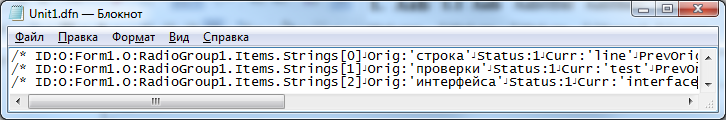 Unit1.dfn — Блокнот
Файл Правка Формат Вид Справка
/* ID:O:Form1.O:RadioGroup1.Items.Strings[0]┘Orig:'строка'┘Status:1┘Curr:'line'┘PrevOrig
/* ID:O:Form1.O:RadioGroup1.Items.Strings[1]┘Orig:'проверки'┘Status:1┘Curr:'test'┘PrevO
/* ID:O:Form1.O:RadioGroup1.Items.Strings[2]┘Orig:'интерфейса'┘Status:1┘Curr:'interface